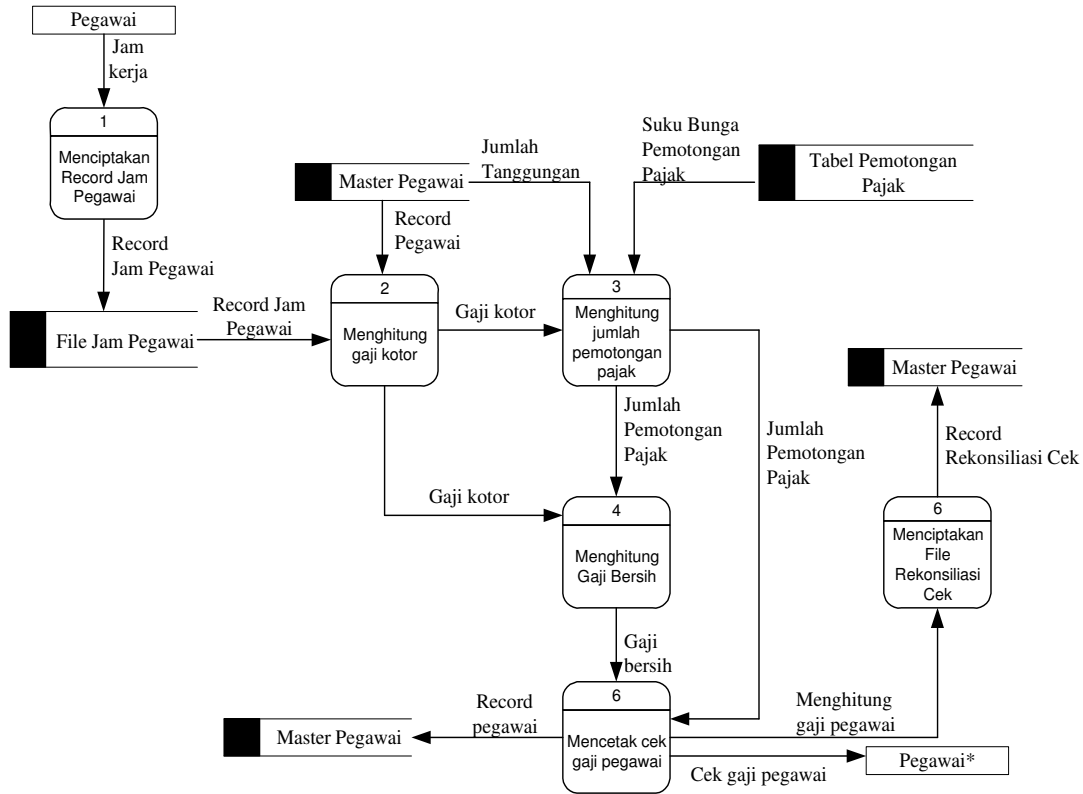 Pegawai
Jam
kerja
1
Menciptakan
Record Jam
Pegawai
Record
Jam Pegawai
File Jam Pegawai
Record Jam
Pegawai
Master Pegawai
Record
Pegawai
Jumlah
Tanggungan
Suku Bunga
Pemotongan
Pajak
Tabel Pemotongan
Pajak
2
Menghitung
gaji kotor
Gaji kotor
3
Menghitung
jumlah
pemotongan
pajak
Jumlah
Pemotongan
Pajak
Jumlah
Pemotongan
Pajak
Gaji kotor
4
Menghitung
Gaji Bersih
Gaji
bersih
6
Mencetak cek
gaji pegawai
Record
pegawai
Master Pegawai
Menghitung
gaji pegawai
Cek gaji pegawai
Pegawai*
6
Menciptakan
File
Rekonsiliasi
Cek
Record
Rekonsiliasi Cek
Master Pegawai